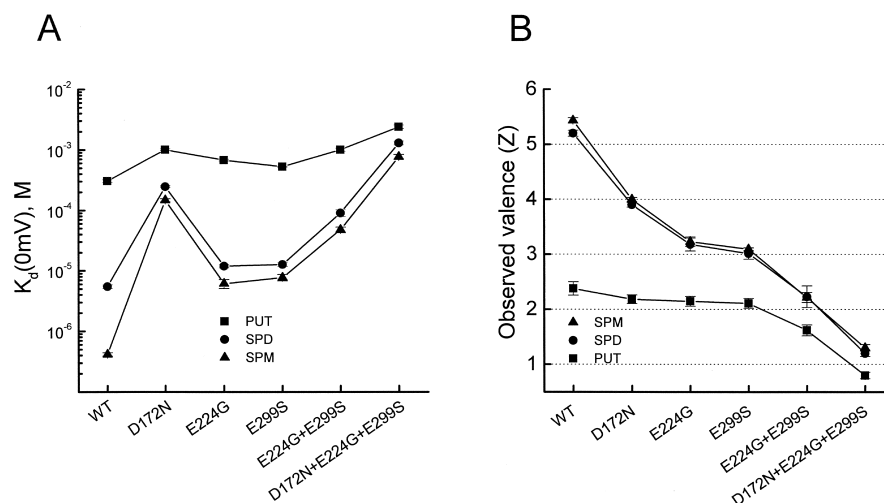 A
K_d(0mV), M
10⁻²
10⁻³
10⁻⁴
10⁻⁵
10⁻⁶
PUT
SPD
SPM
WT
D172N
E224G
E299S
E224G+E299S
D172N+E224G+E299S
B
Observed valence (Z)
6
5
4
3
2
1
SPM
SPD
PUT
WT
D172N
E224G
E299S
E224G+E299S
D172N+E224G+E299S